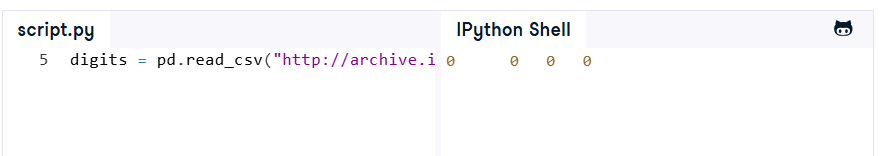 script.py
IPython Shell
5 digits = pd.read_csv("http://archive.i
0 0 0 0